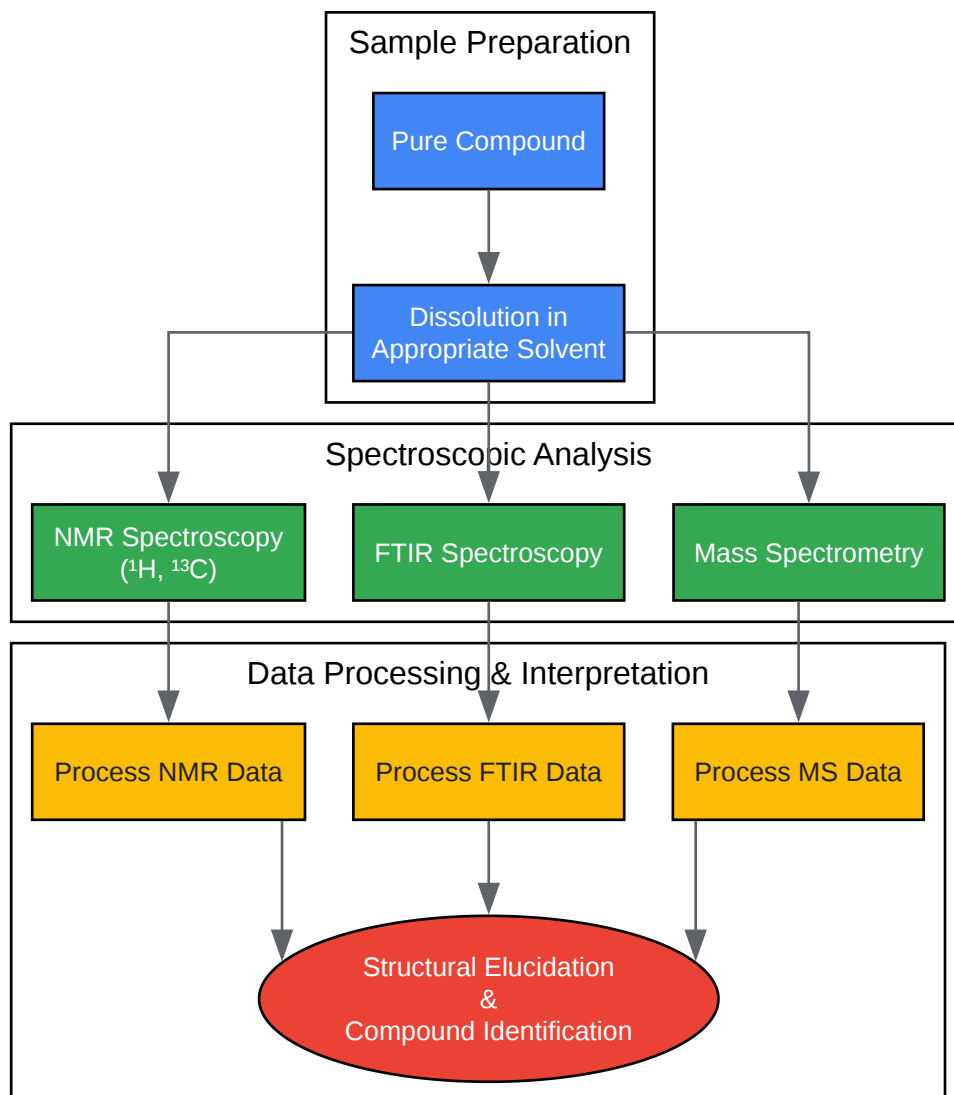 Sample Preparation
Pure Compound
Dissolution in
Appropriate Solvent
Spectroscopic Analysis
NMR Spectroscopy
(¹H, ¹³C)
FTIR Spectroscopy
Mass Spectrometry
Data Processing & Interpretation
Process NMR Data
Process FTIR Data
Process MS Data
Structural Elucidation
&
Compound Identification